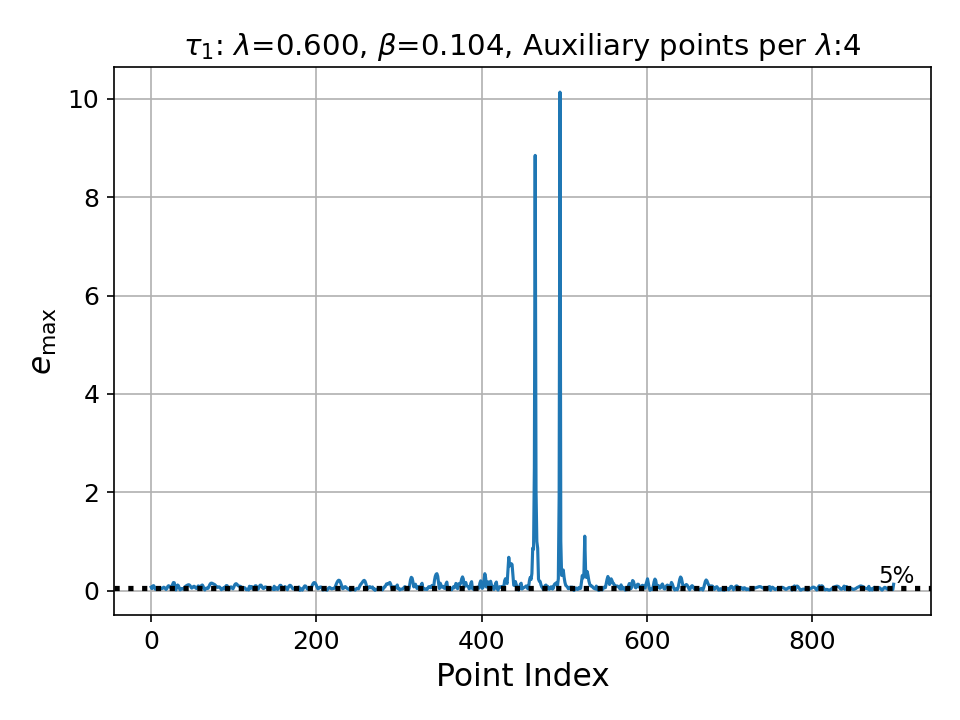 τ₁: λ=0.600, β=0.104, Auxiliary points per λ:4
10
8
6
4
2
0
e_max
5%
0 200 400 600 800
Point Index